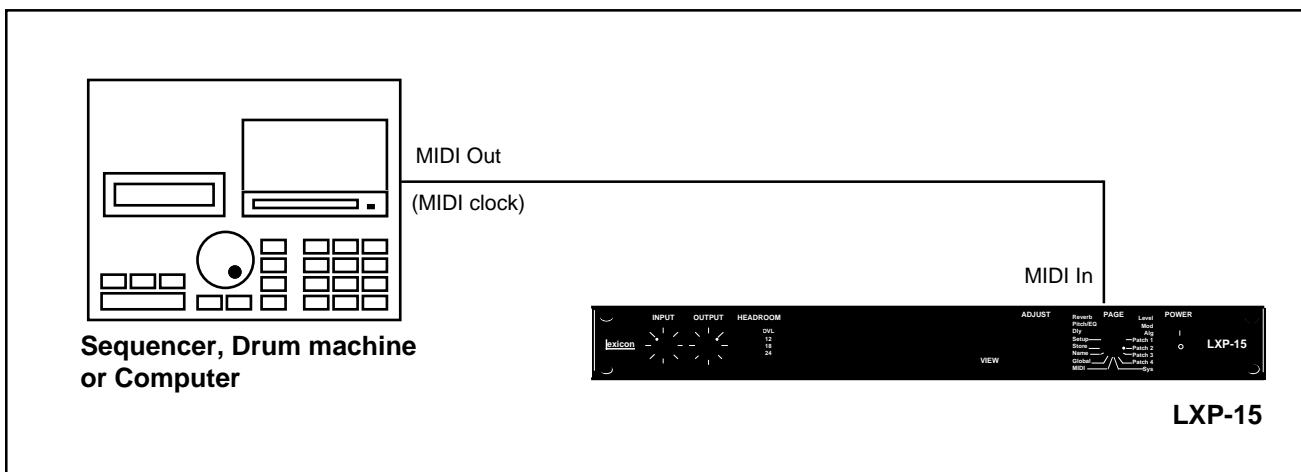 MIDI Out
(MIDI clock)
MIDI In
Sequencer, Drum machine
or Computer
INPUT
OUTPUT
HEADROOM
OVL
12
18
24
lexicon
ADJUST
VIEW
PAGE
Reverb
Pitch/EQ
Dly
Setup
Store
Name
Global
MIDI
Level
Mod
Alg
Patch 1
Patch 2
Patch 3
Patch 4
Sys
POWER
I
O
LXP-15
LXP-15